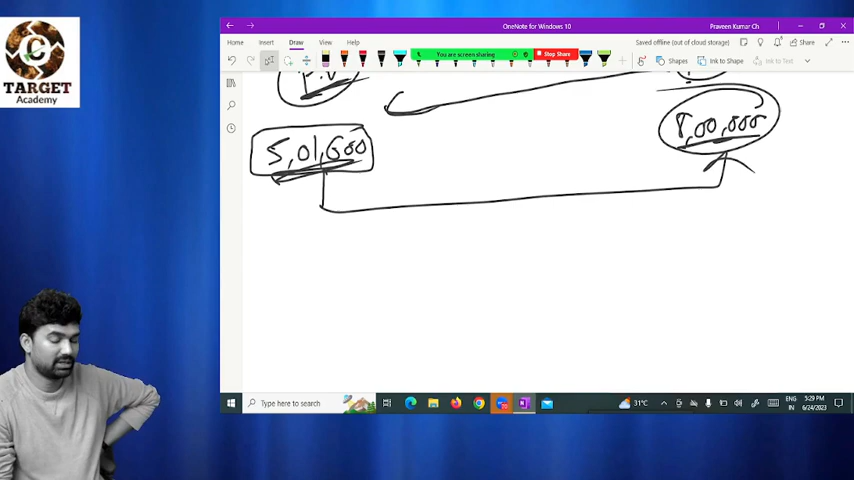 OneNote for Windows 10
Praveen Kumar Ch
Home Insert Draw View Help
You are screen sharing
Stop Share
Saved offline (out of cloud storage)
Share
Shapes
Ink to Shape
Ink to Text
TARGET
Academy
P.V
8,00,000
5,01,600
Type here to search
31°C
ENG
IN
5:29 PM
6/24/2023